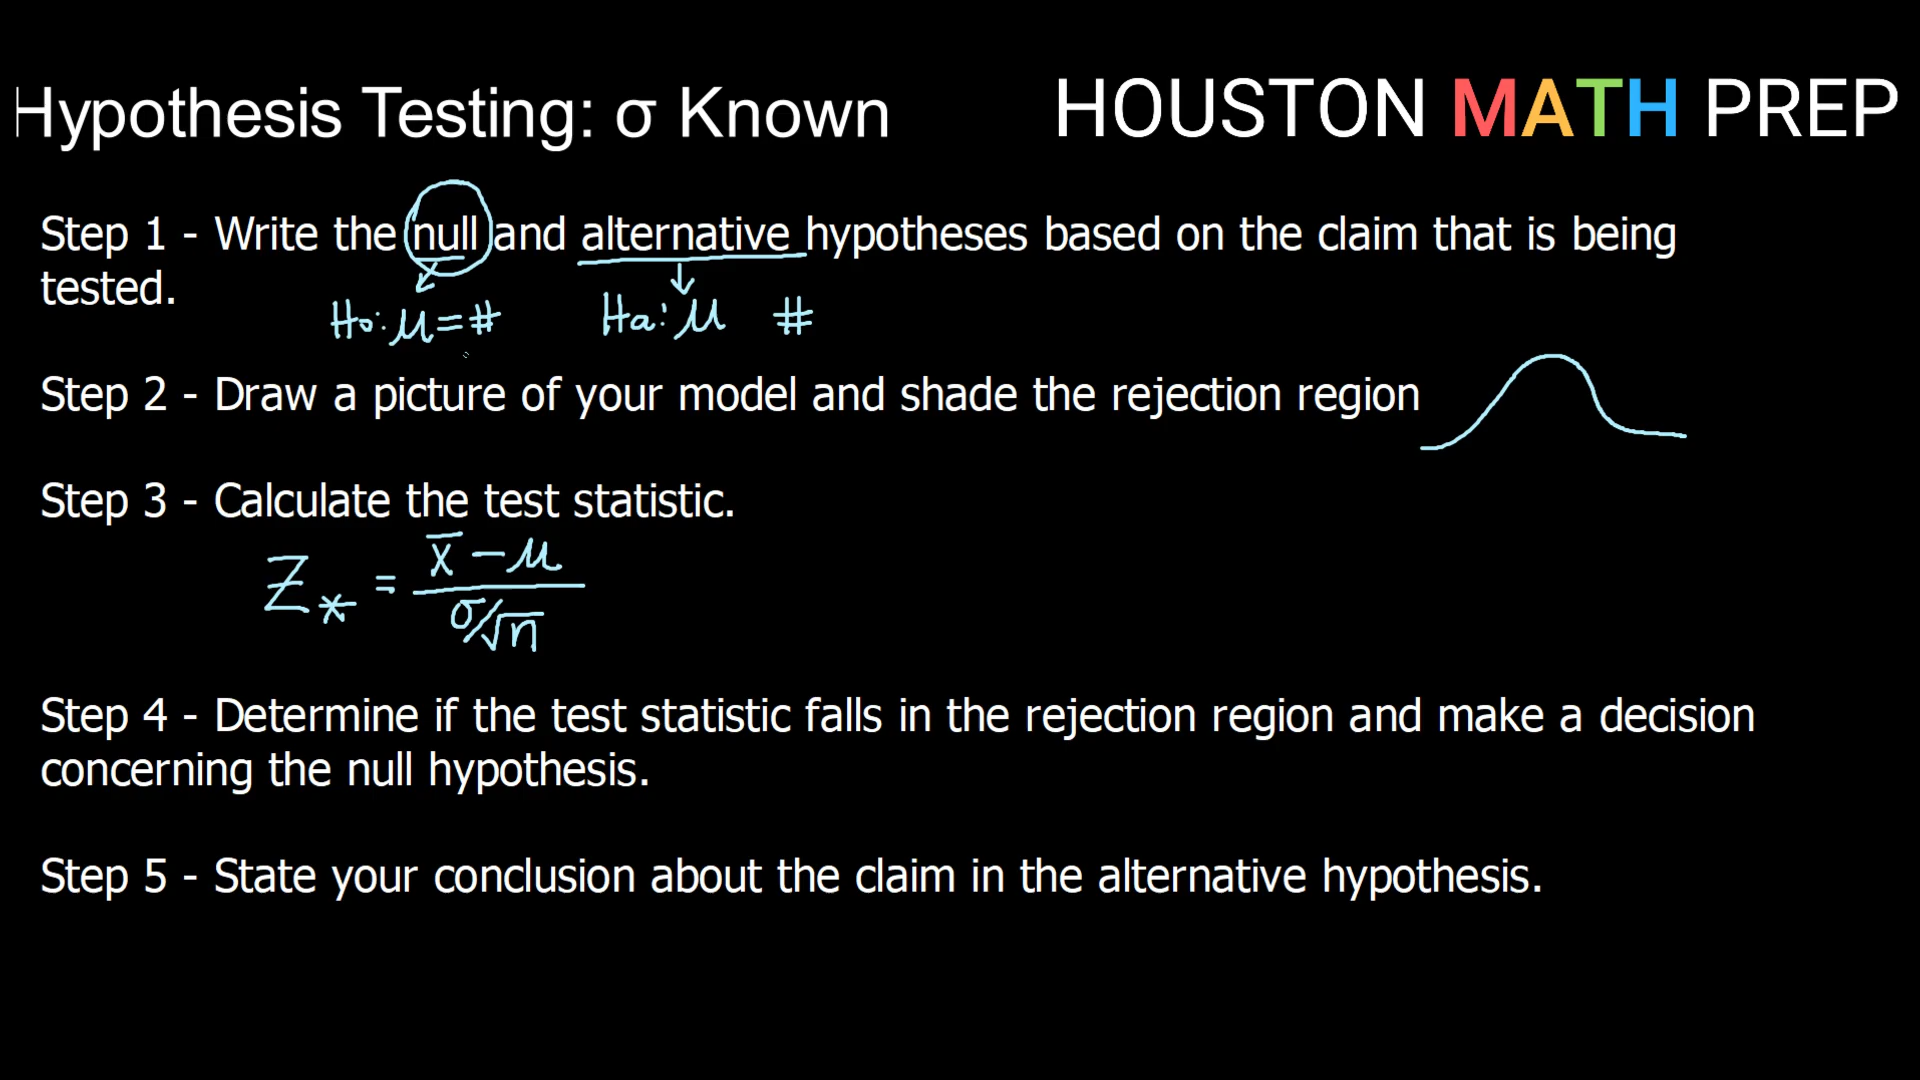 Hypothesis Testing: σ Known
HOUSTON MATH PREP
Step 1 - Write the null and alternative hypotheses based on the claim that is being
tested.
Ho: μ = #
Ha: μ #
Step 2 - Draw a picture of your model and shade the rejection region
Step 3 - Calculate the test statistic.
Z* = (x̄ - μ) / (σ/√n)
Step 4 - Determine if the test statistic falls in the rejection region and make a decision
concerning the null hypothesis.
Step 5 - State your conclusion about the claim in the alternative hypothesis.